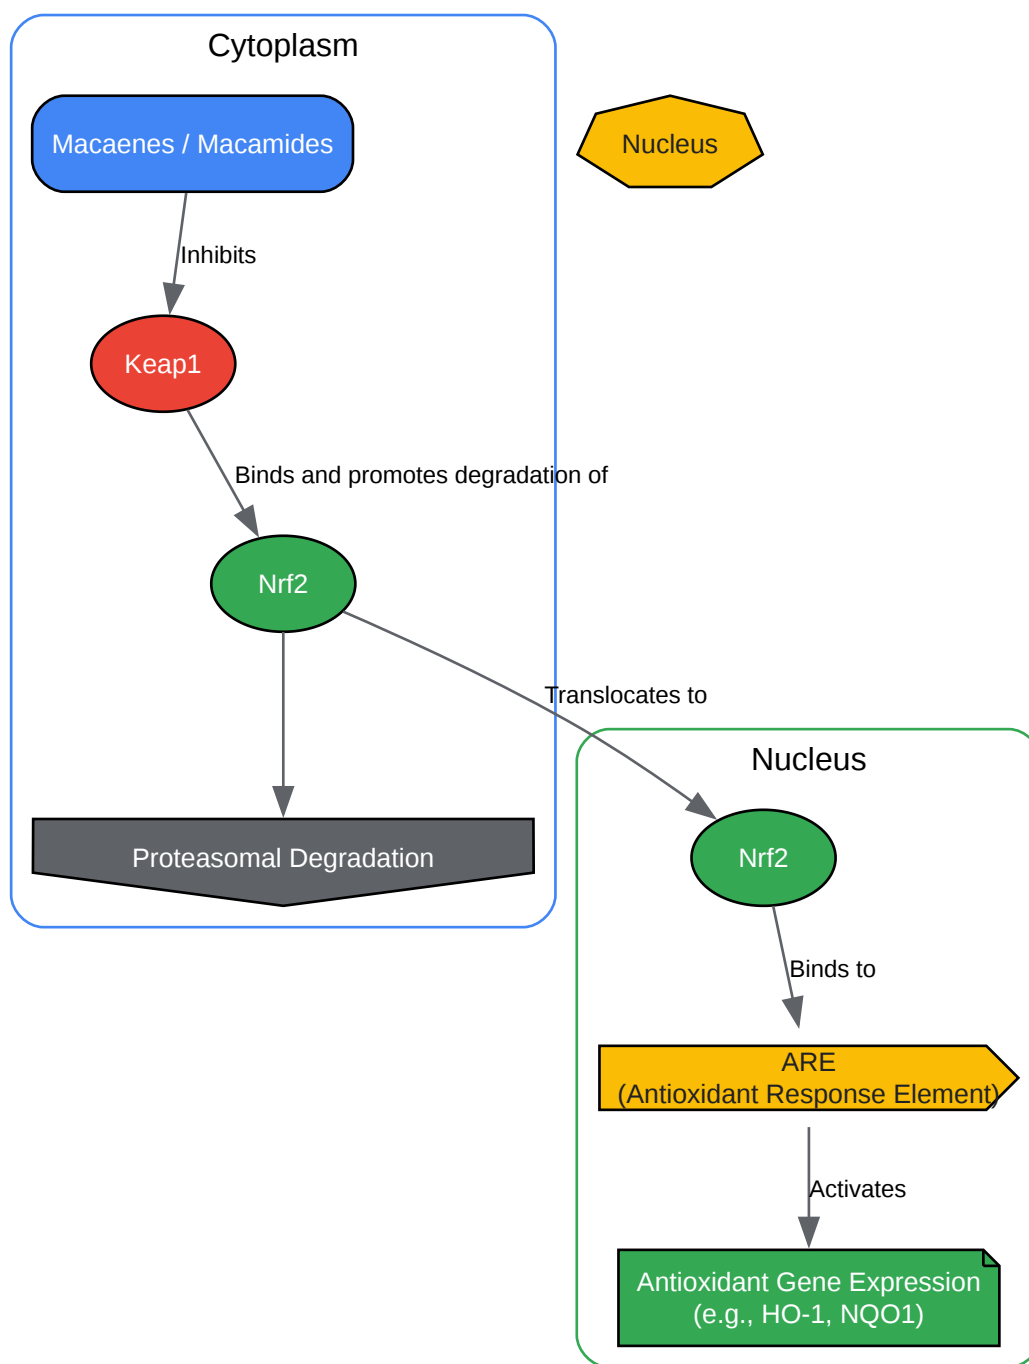 Cytoplasm
Macaenes / Macamides
Nucleus
Inhibits
Keap1
Binds and promotes degradation of
Nrf2
Translocates to
Nucleus
Proteasomal Degradation
Nrf2
Binds to
ARE
(Antioxidant Response Element)
Activates
Antioxidant Gene Expression
(e.g., HO-1, NQO1)